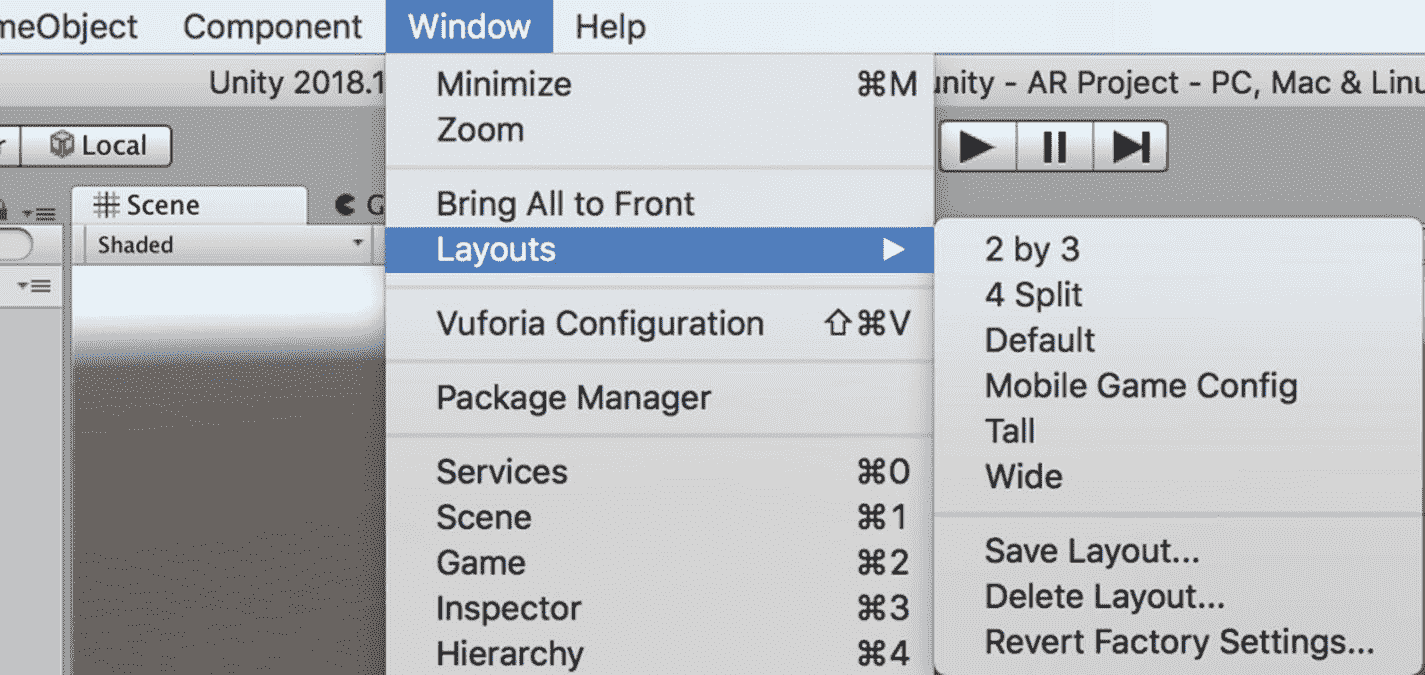 meObject Component Window Help
Unity 2018.1
unity - AR Project - PC, Mac & Linu
Local
Scene
G
Shaded
Minimize ⌘M
Zoom
Bring All to Front
Layouts ▶
Vuforia Configuration ⇧⌘V
Package Manager
Services ⌘0
Scene ⌘1
Game ⌘2
Inspector ⌘3
Hierarchy ⌘4
2 by 3
4 Split
Default
Mobile Game Config
Tall
Wide
Save Layout...
Delete Layout...
Revert Factory Settings...